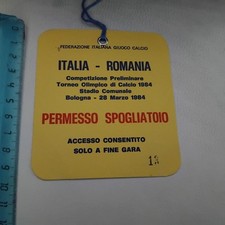 FEDERAZIONE ITALIANA GIUOCO CALCIO
ITALIA - ROMANIA
Competizione Preliminare
Torneo Olimpico di Calcio 1984
Stadio Comunale
Bologna - 28 Marzo 1984
PERMESSO SPOGLIATOIO
ACCESSO CONSENTITO
SOLO A FINE GARA